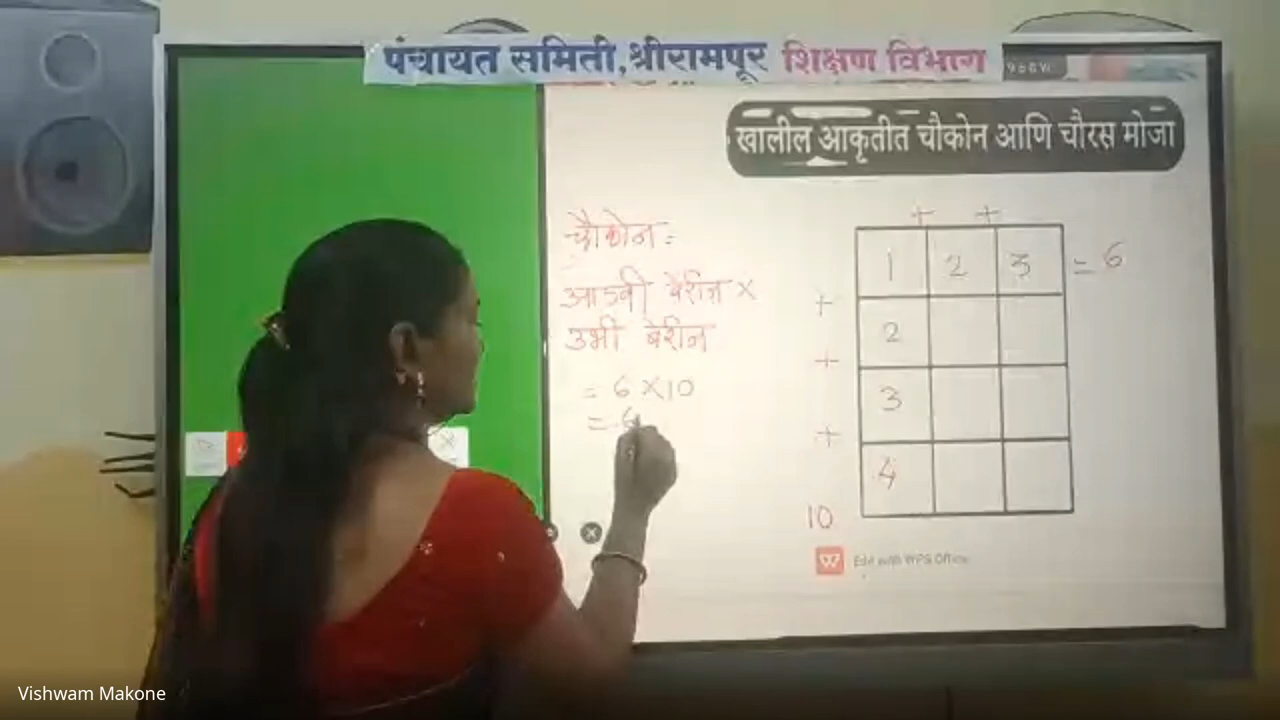 पंचायत समिती,श्रीरामपूर शिक्षण विभाग
खालील आकृतीत चौकोन आणि चौरस मोजा
चौकोन =
आडवी बेरीज ×
उभी बेरीज
= 6 × 10
= 6
+ +
1 2 3 = 6
+
2
+
3
+
4
10
Edit with WPS Office
Vishwam Makone